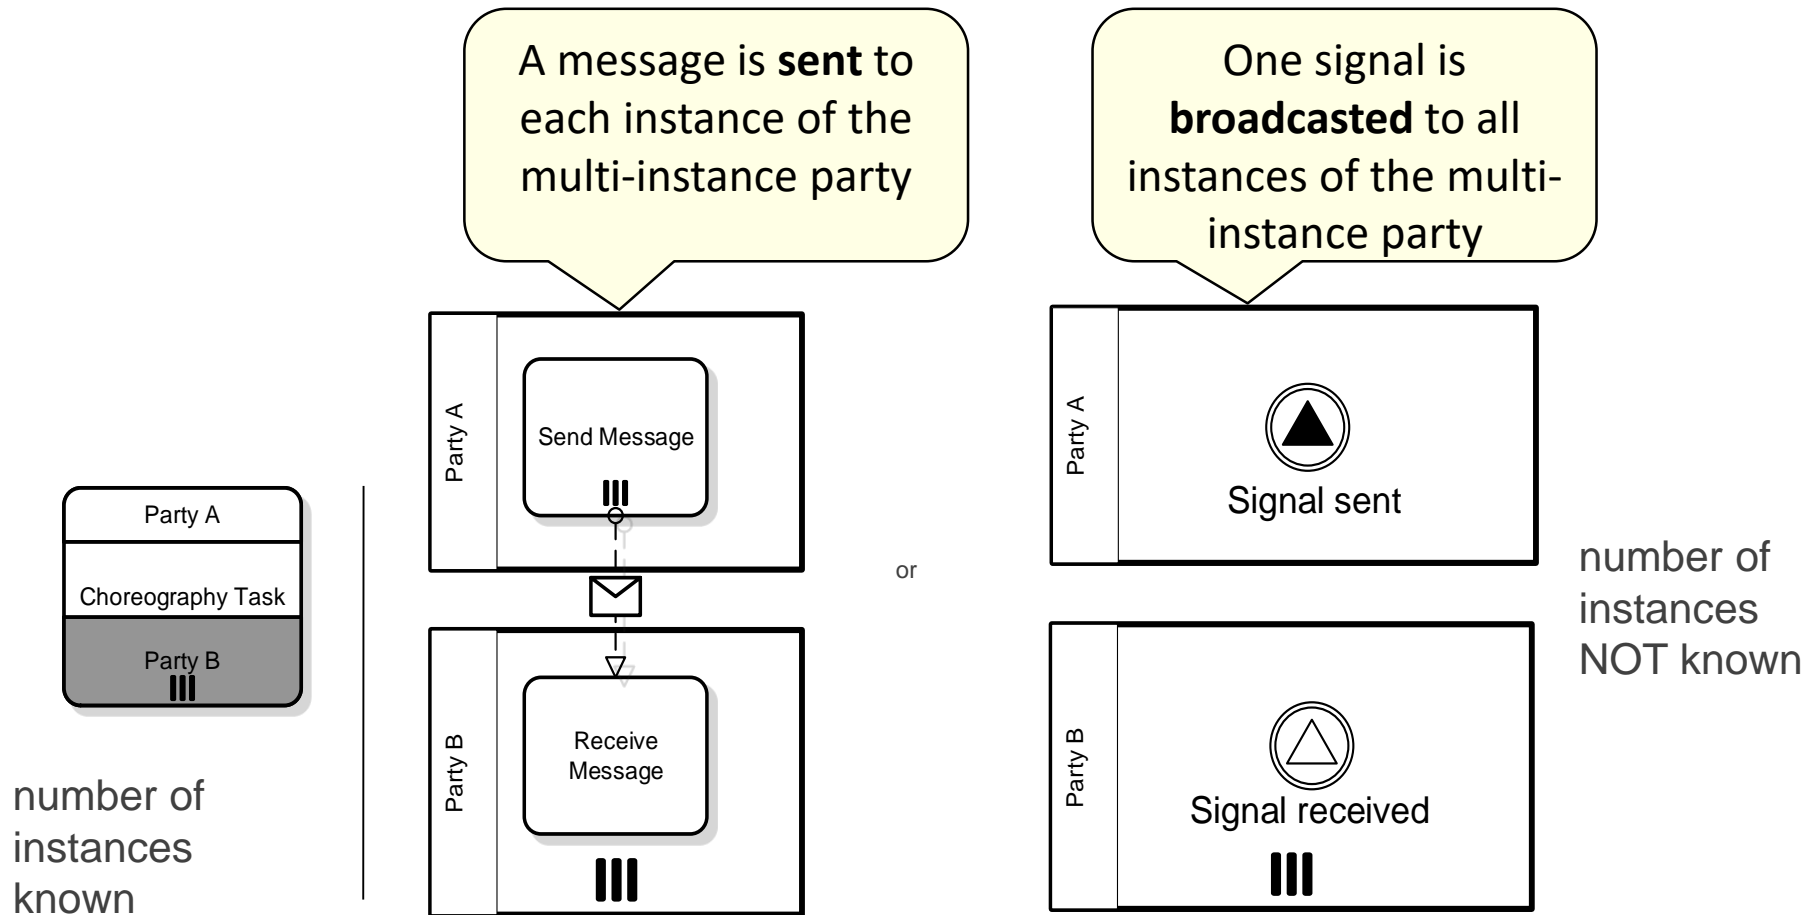 A message is sent to
each instance of the
multi-instance party
One signal is
broadcasted to all
instances of the multi-
instance party
Party A
Choreography Task
Party B
number of
instances
known
Party A
Send Message
Party B
Receive
Message
or
Party A
Signal sent
Party B
Signal received
number of
instances
NOT known